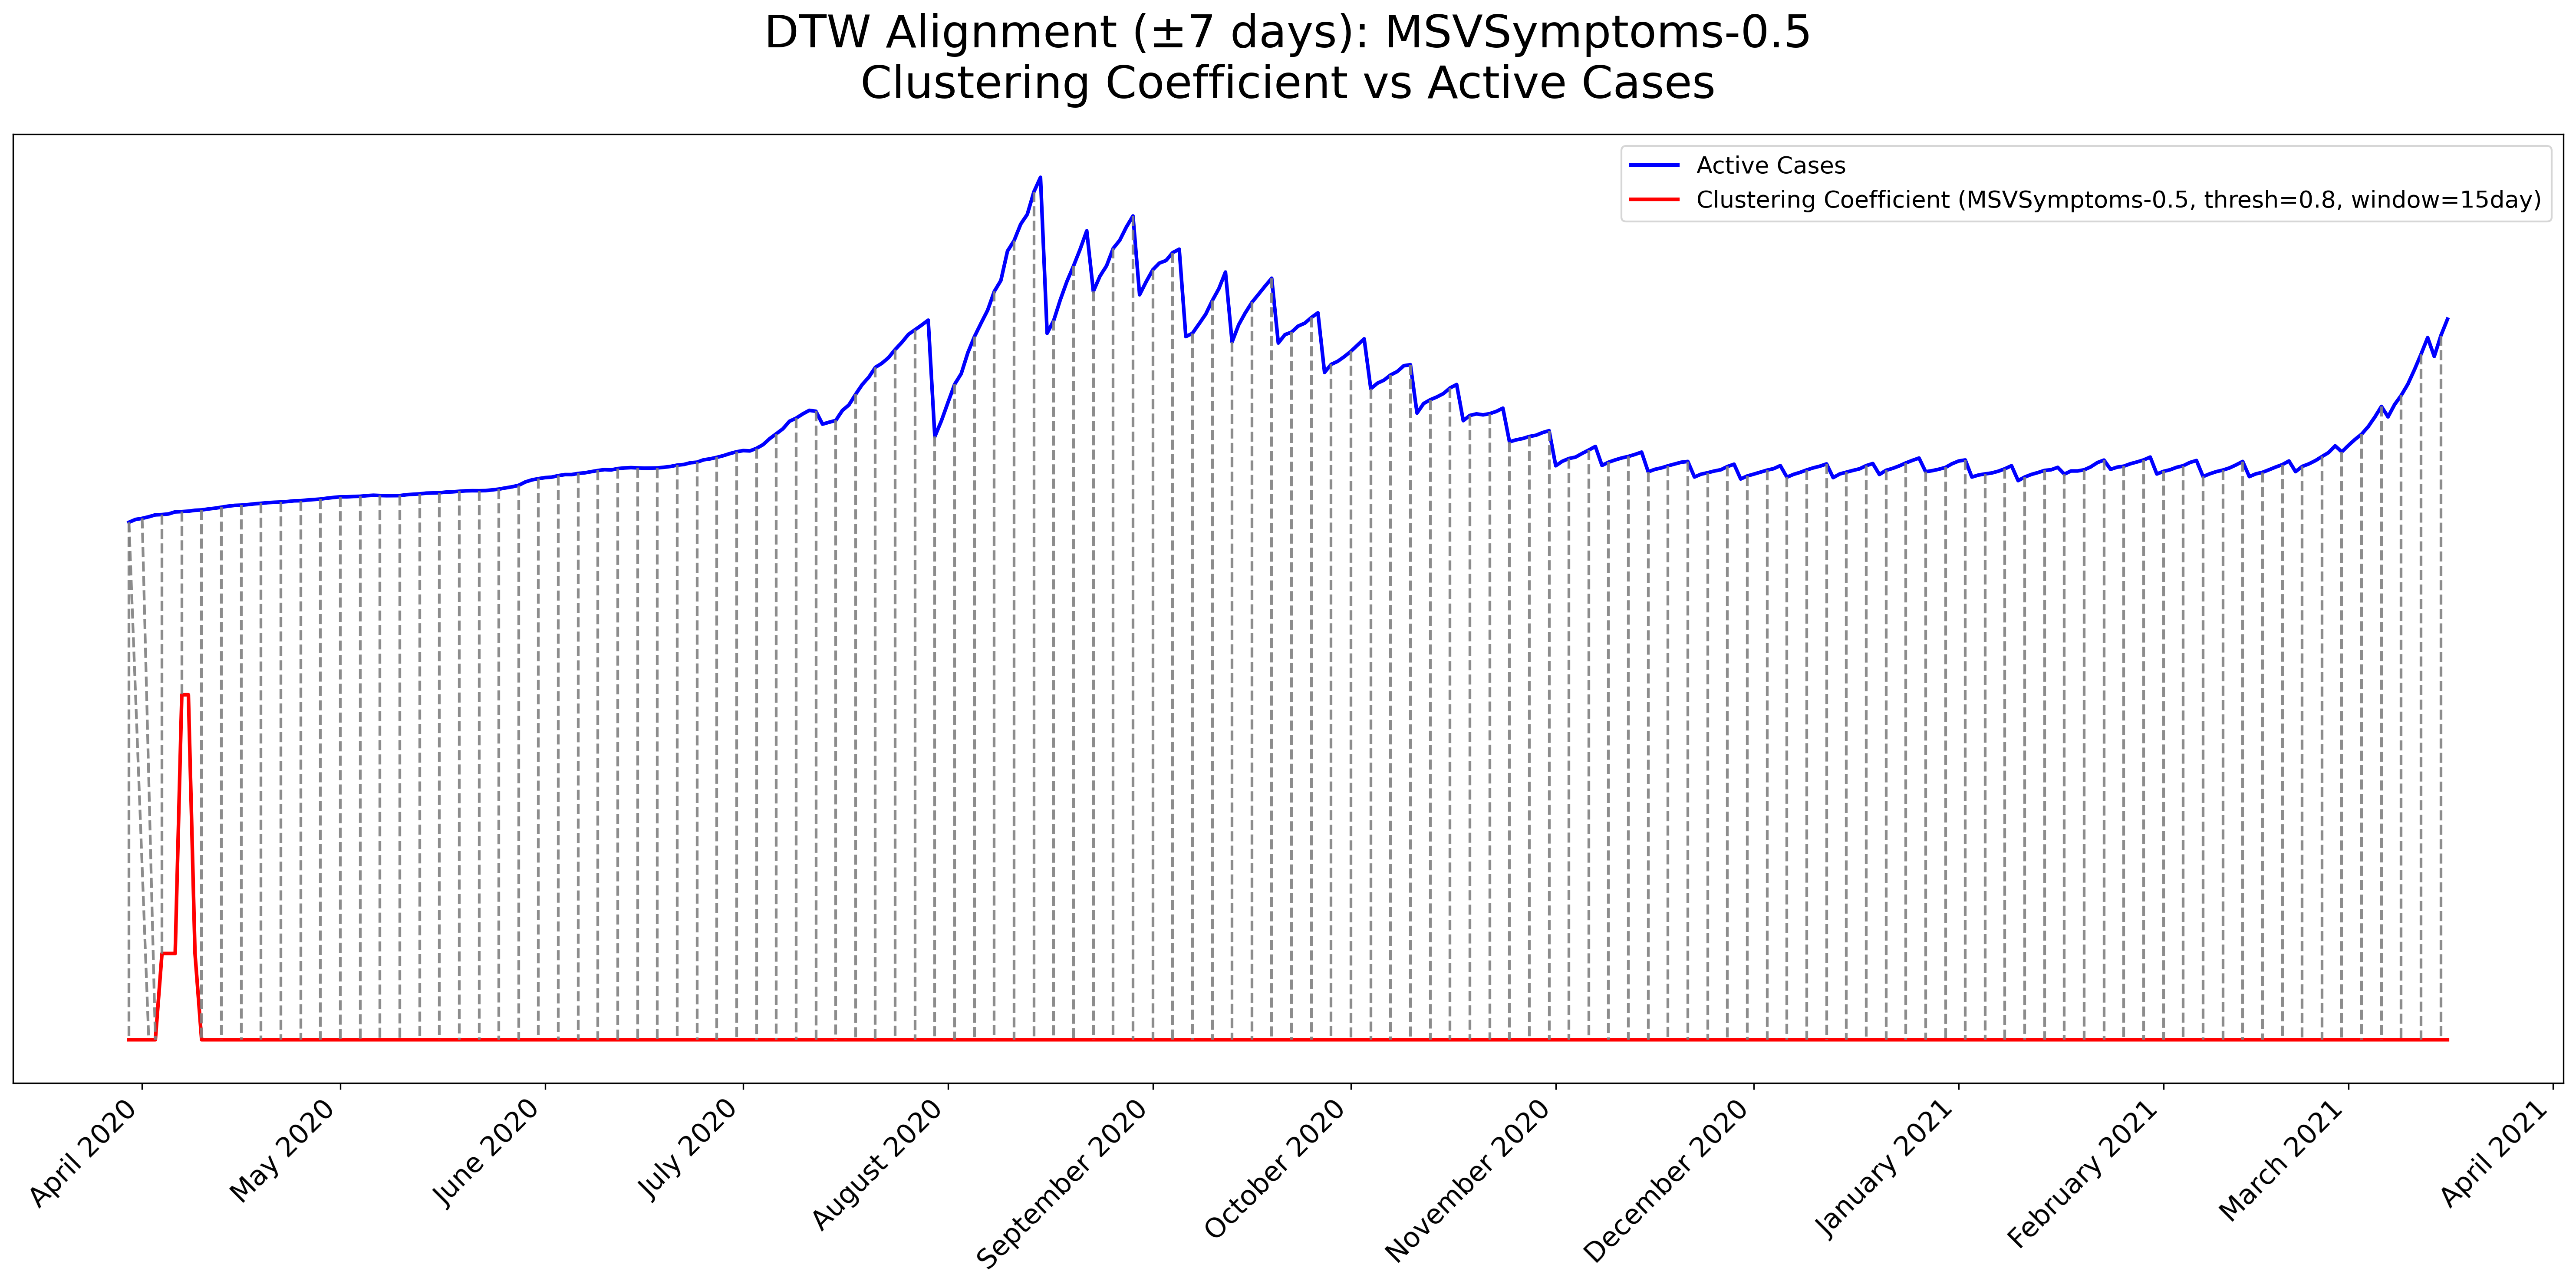 DTW Alignment (±7 days): MSVSymptoms-0.5
Clustering Coefficient vs Active Cases
Active Cases
Clustering Coefficient (MSVSymptoms-0.5, thresh=0.8, window=15day)
April 2020
May 2020
June 2020
July 2020
August 2020
September 2020
October 2020
November 2020
December 2020
January 2021
February 2021
March 2021
April 2021